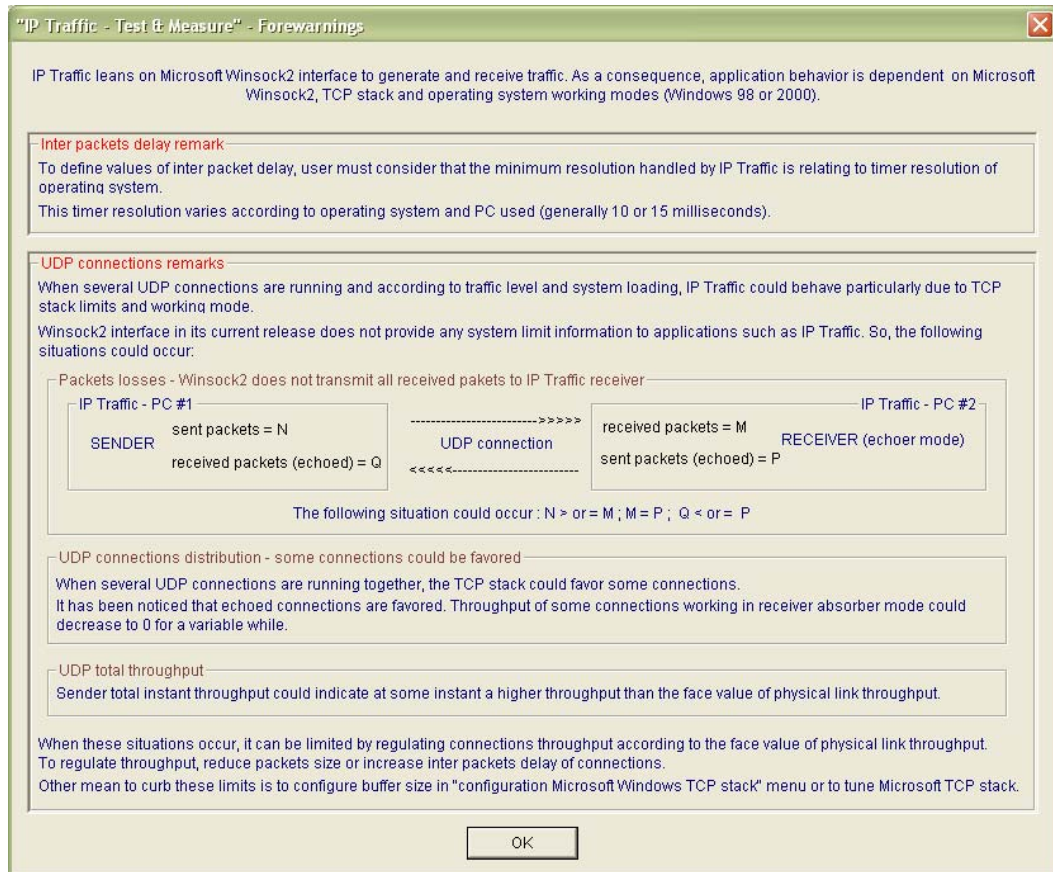 "IP Traffic - Test & Measure" - Forewarnings
IP Traffic leans on Microsoft Winsock2 interface to generate and receive traffic. As a consequence, application behavior is dependent on Microsoft
Winsock2, TCP stack and operating system working modes (Windows 98 or 2000).
Inter packets delay remark
To define values of inter packet delay, user must consider that the minimum resolution handled by IP Traffic is relating to timer resolution of
operating system.
This timer resolution varies according to operating system and PC used (generally 10 or 15 milliseconds).
UDP connections remarks
When several UDP connections are running and according to traffic level and system loading, IP Traffic could behave particularly due to TCP
stack limits and working mode.
Winsock2 interface in its current release does not provide any system limit information to applications such as IP Traffic. So, the following
situations could occur:
Packets losses - Winsock2 does not transmit all received pakets to IP Traffic receiver
IP Traffic - PC #1
SENDER
sent packets = N
received packets (echoed) = Q
------------------------->>>>>
UDP connection
<<<<<-------------------------
IP Traffic - PC #2
received packets = M
RECEIVER (echoer mode)
sent packets (echoed) = P
The following situation could occur : N > or = M ; M = P ; Q < or = P
UDP connections distribution - some connections could be favored
When several UDP connections are running together, the TCP stack could favor some connections.
It has been noticed that echoed connections are favored. Throughput of some connections working in receiver absorber mode could
decrease to 0 for a variable while.
UDP total throughput
Sender total instant throughput could indicate at some instant a higher throughput than the face value of physical link throughput.
When these situations occur, it can be limited by regulating connections throughput according to the face value of physical link throughput.
To regulate throughput, reduce packets size or increase inter packets delay of connections.
Other mean to curb these limits is to configure buffer size in "configuration Microsoft Windows TCP stack" menu or to tune Microsoft TCP stack.
OK